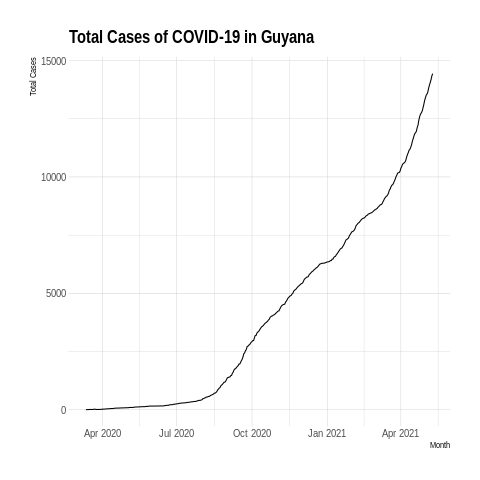 Total Cases of COVID-19 in Guyana
Total Cases
15000
10000
5000
0
Apr 2020 Jul 2020 Oct 2020 Jan 2021 Apr 2021
Month